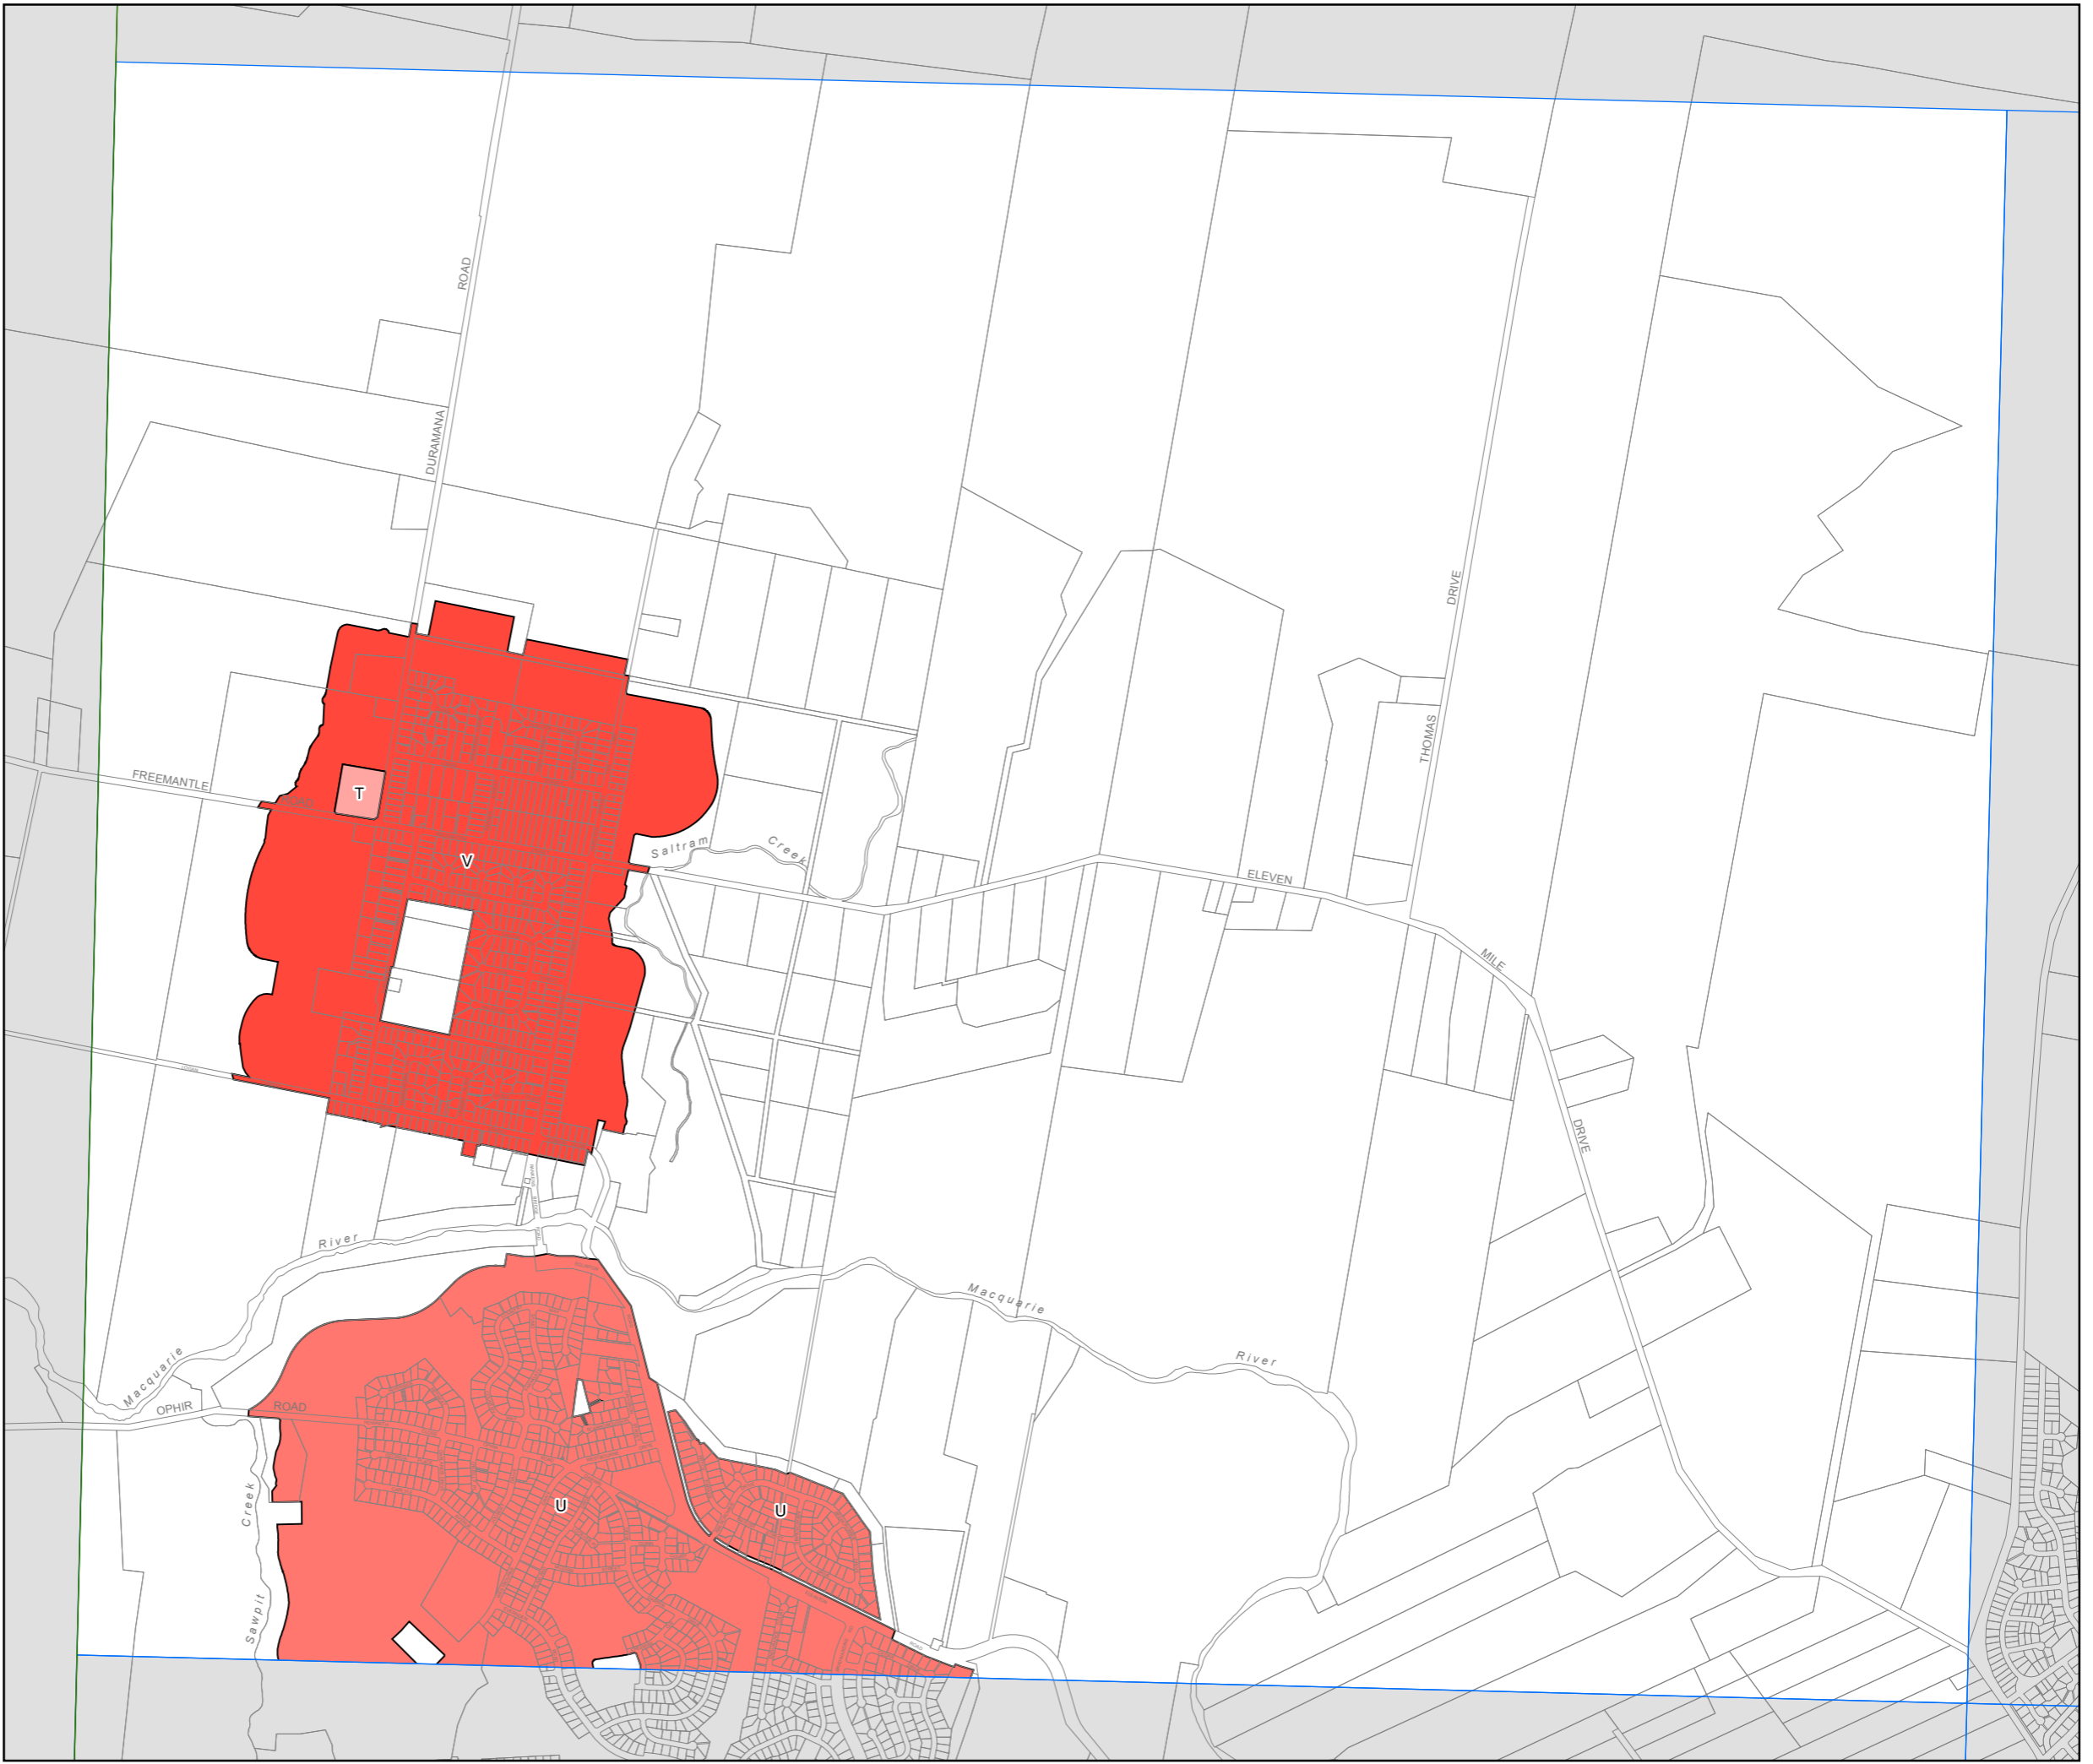 ROAD
DURAMANA
DRIVE
THOMAS
FREEMANTLE
ROAD
T
V
Saltram
Creek
ELEVEN
MILE
DRIVE
River
Macquarie
River
Macquarie
OPHIR
ROAD
Creek
Sawpit
U
U
ROAD